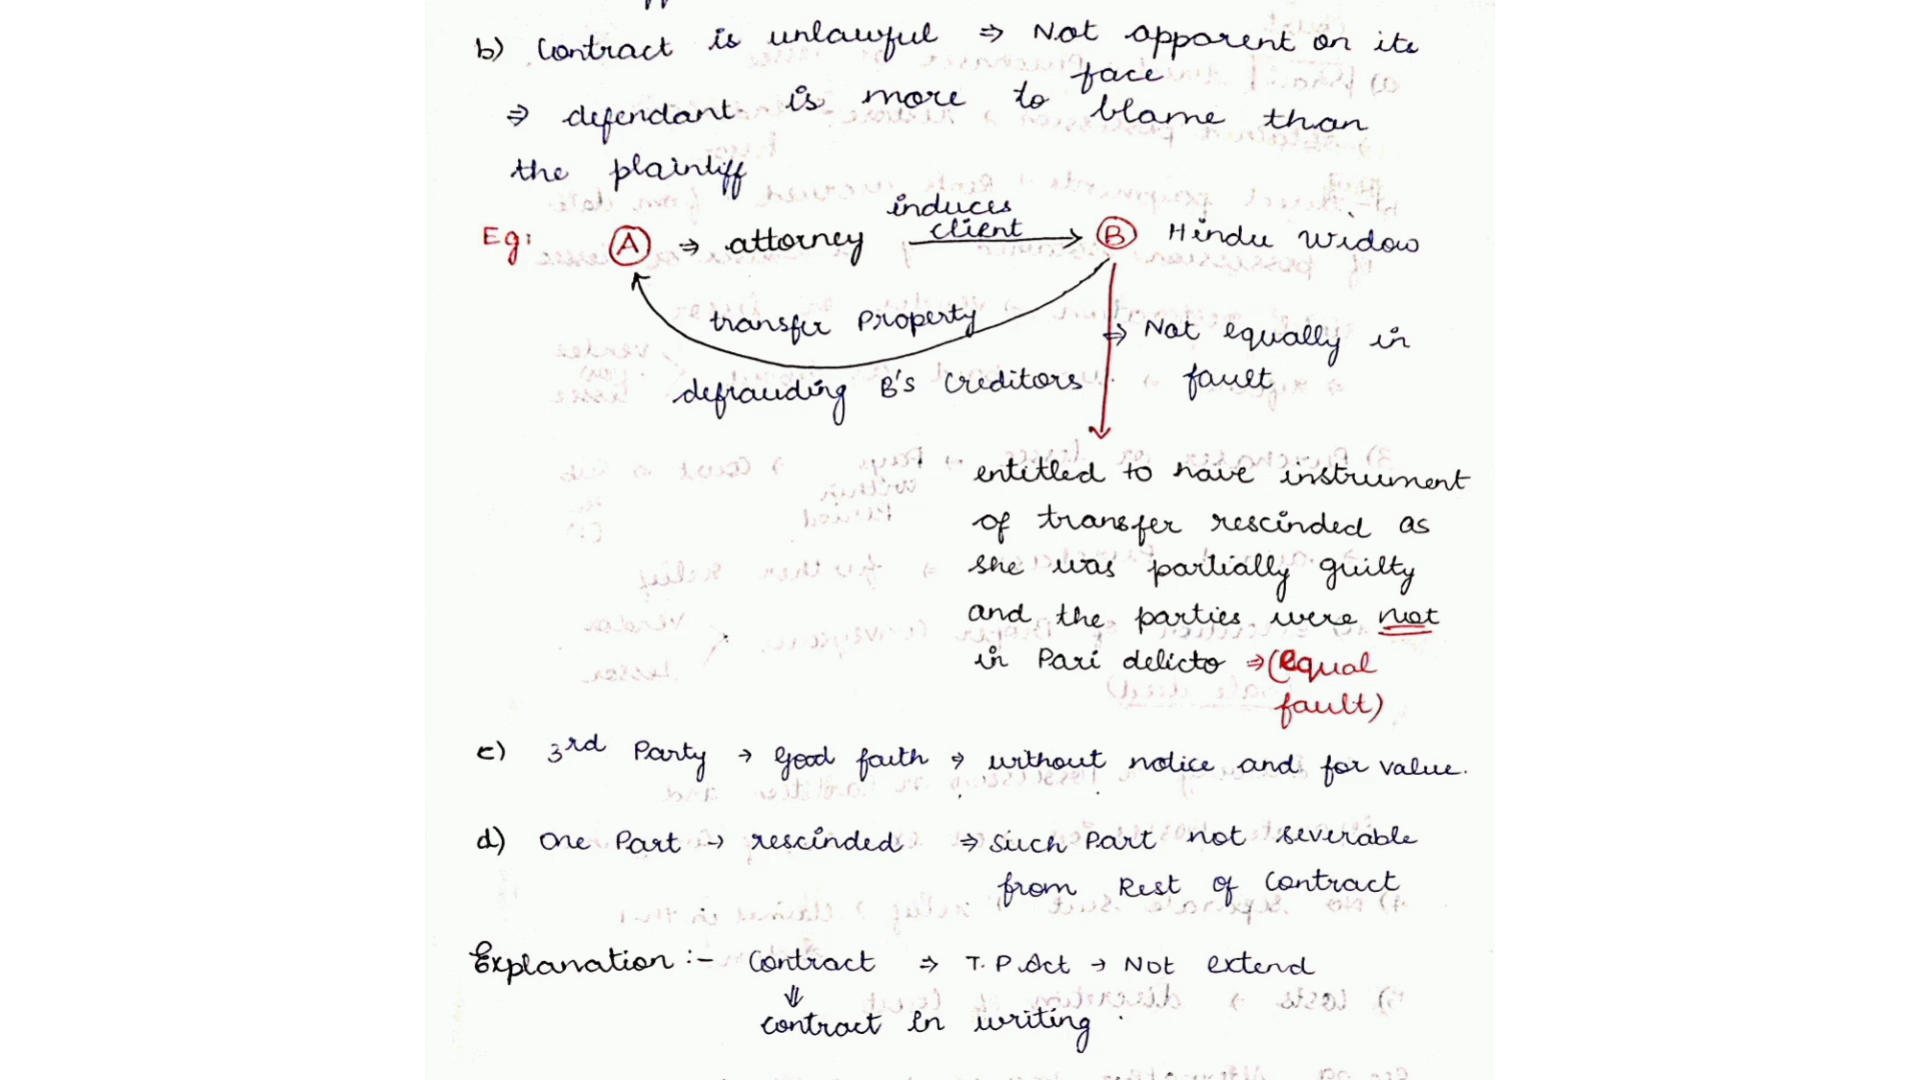 b) Contract is unlawful ⇒ Not apparent on its
face
⇒ defendant is more to blame than
the plaintiff
induces
Eg: A ⇒ attorney client → B Hindu Widow
transfer Property
⇒ Not equally in
fault
defrauding B's Creditors
entitled to have instrument
of transfer rescinded as
she was partially guilty
and the parties were not
in Pari delicto ⇒ (equal
fault)
c) 3rd Party → Good faith → without notice and for value.
d) One Part → rescinded ⇒ Such Part not severable
from Rest of Contract
Explanation :- Contract ⇒ T.P.Act → Not extend
⇓
contract in writing